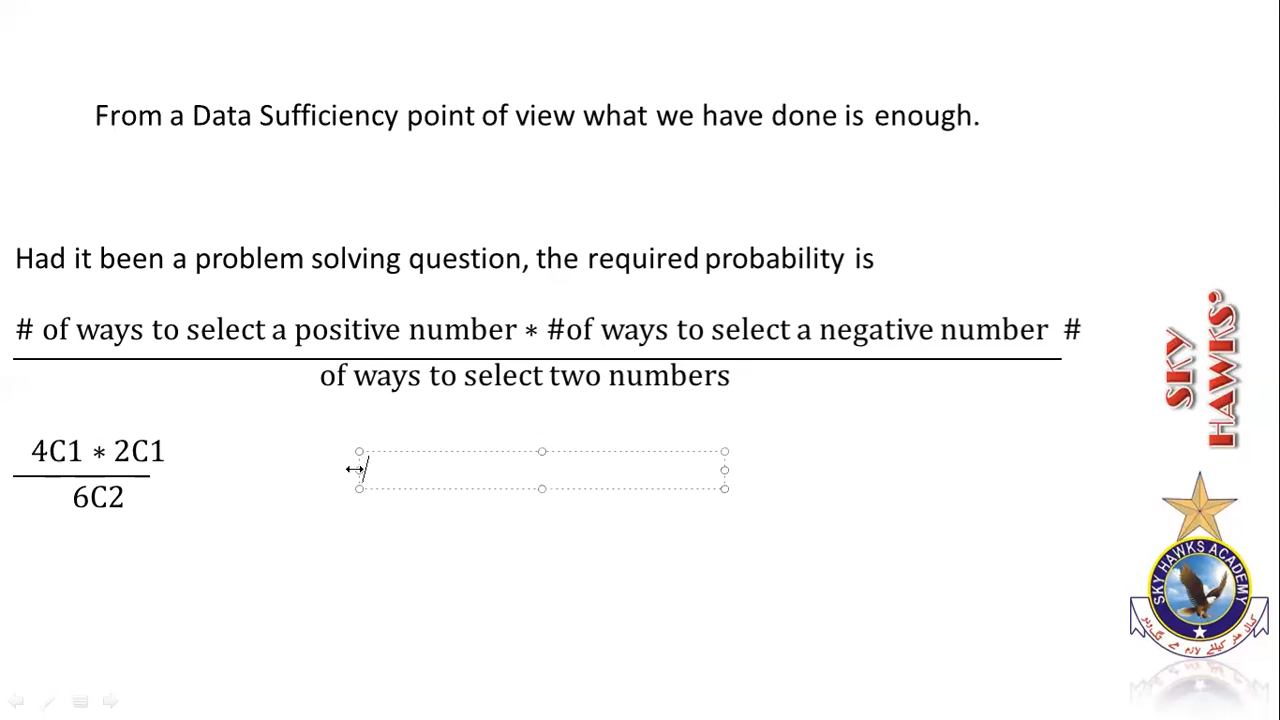 From a Data Sufficiency point of view what we have done is enough.
Had it been a problem solving question, the required probability is
# of ways to select a positive number ∗ #of ways to select a negative number #
of ways to select two numbers
4C1 ∗ 2C1
6C2
SKY
HAWKS
SKY HAWKS ACADEMY